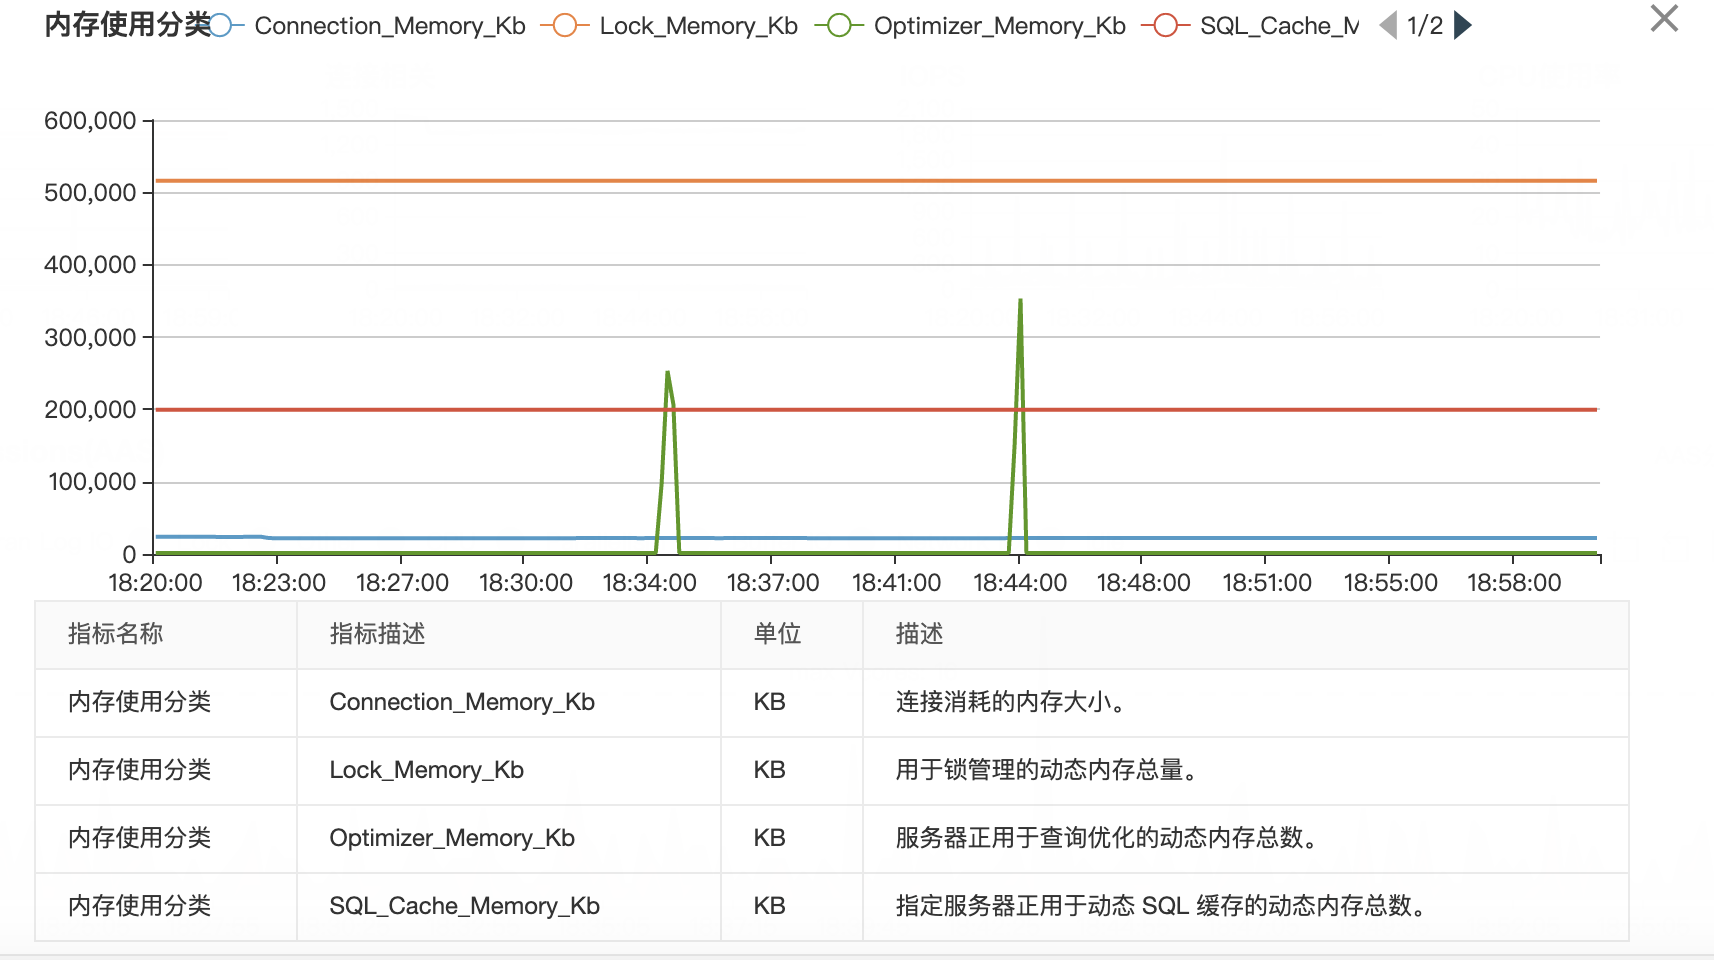 内存使用分类 Connection_Memory_Kb Lock_Memory_Kb Optimizer_Memory_Kb SQL_Cache_M 1/2
600,000
500,000
400,000
300,000
200,000
100,000
0
18:20:00 18:23:00 18:27:00 18:30:00 18:34:00 18:37:00 18:41:00 18:44:00 18:48:00 18:51:00 18:55:00 18:58:00
指标名称 指标描述 单位 描述
内存使用分类 Connection_Memory_Kb KB 连接消耗的内存大小。
内存使用分类 Lock_Memory_Kb KB 用于锁管理的动态内存总量。
内存使用分类 Optimizer_Memory_Kb KB 服务器正用于查询优化的动态内存总数。
内存使用分类 SQL_Cache_Memory_Kb KB 指定服务器正用于动态 SQL 缓存的动态内存总数。